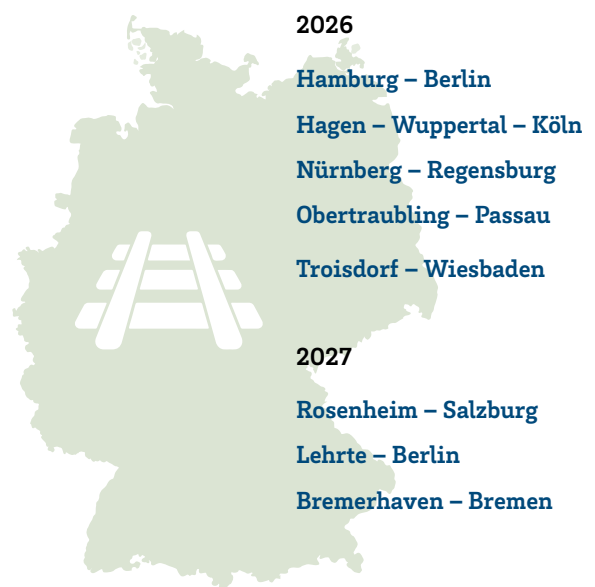 2026
Hamburg – Berlin
Hagen – Wuppertal – Köln
Nürnberg – Regensburg
Obertraubling – Passau
Troisdorf – Wiesbaden
2027
Rosenheim – Salzburg
Lehrte – Berlin
Bremerhaven – Bremen